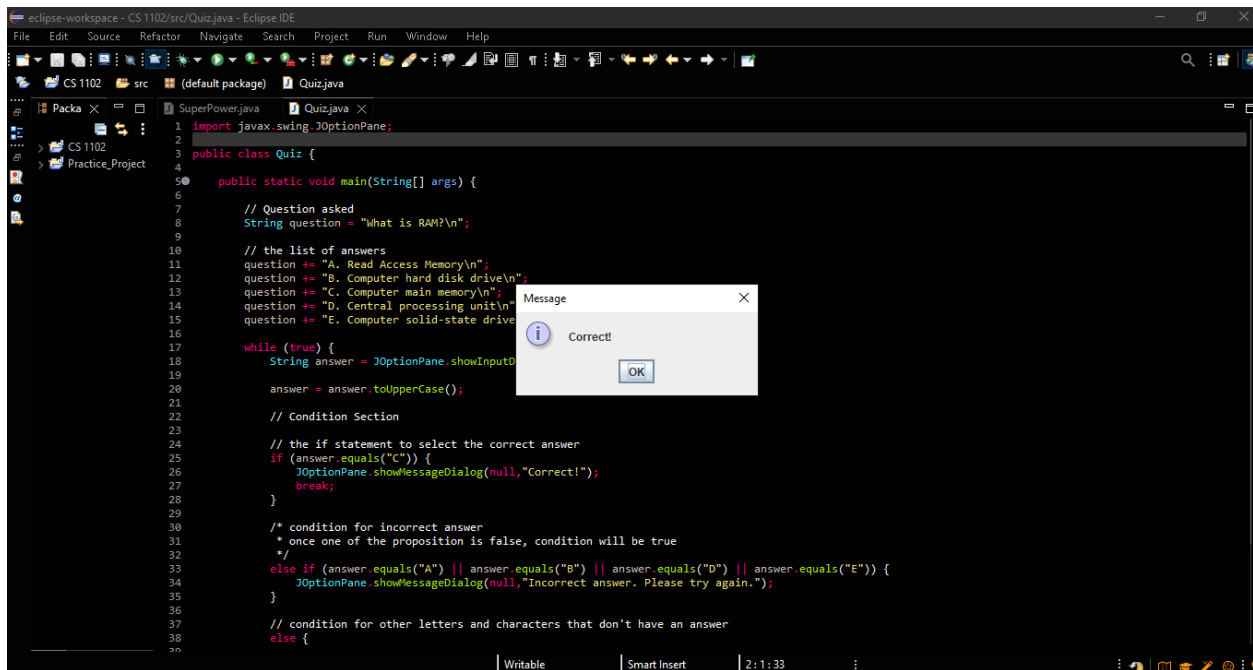 eclipse-workspace - CS 1102/src/Quiz.java - Eclipse IDE
File Edit Source Refactor Navigate Search Project Run Window Help
CS 1102 src (default package) Quiz.java
Packa SuperPower.java Quiz.java
CS 1102
Practice_Project
1 import javax.swing.JOptionPane;
2
3 public class Quiz {
4
5 public static void main(String[] args) {
6
7 // Question asked
8 String question = "What is RAM?\n";
9
10 // the list of answers
11 question += "A. Read Access Memory\n";
12 question += "B. Computer hard disk drive\n";
13 question += "C. Computer main memory\n";
14 question += "D. Central processing unit\n"
15 question += "E. Computer solid-state drive
16
17 while (true) {
18 String answer = JOptionPane.showInputD
19
20 answer = answer.toUpperCase();
21
22 // Condition Section
23
24 // the if statement to select the correct answer
25 if (answer.equals("C")) {
26 JOptionPane.showMessageDialog(null,"Correct!");
27 break;
28 }
29
30 /* condition for incorrect answer
31 * once one of the proposition is false, condition will be true
32 */
33 else if (answer.equals("A") || answer.equals("B") || answer.equals("D") || answer.equals("E")) {
34 JOptionPane.showMessageDialog(null,"Incorrect answer. Please try again.");
35 }
36
37 // condition for other letters and characters that don't have an answer
38 else {
Message
Correct!
OK
Writable Smart Insert 2:1:33